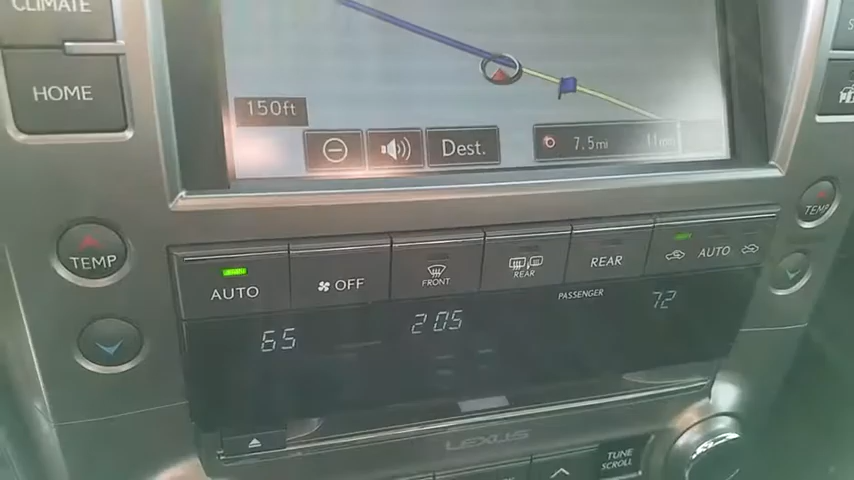 CLIMATE
HOME
150ft
Dest.
7.5mi
TEMP
AUTO
OFF
FRONT
REAR
REAR
AUTO
TEMP
PASSENGER
65
2:05
72
LEXUS
TUNE
SCROLL